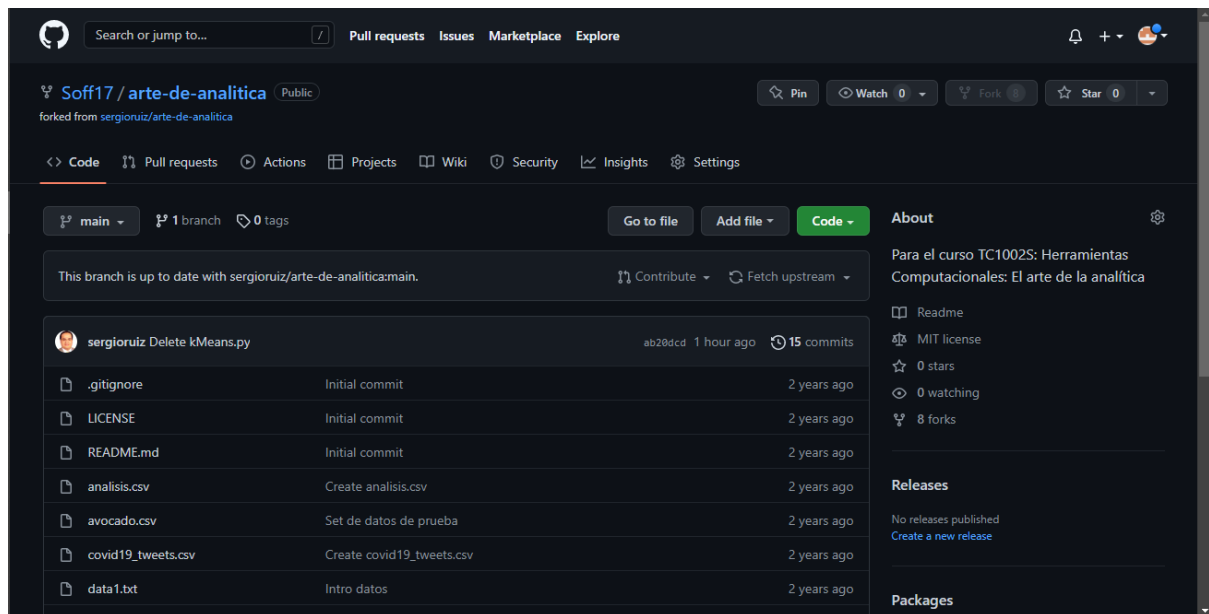 Search or jump to... / Pull requests Issues Marketplace Explore
Soff17 / arte-de-analitica Public
Pin Watch 0 Fork 8 Star 0
forked from sergioruiz/arte-de-analitica
Code Pull requests Actions Projects Wiki Security Insights Settings
main 1 branch 0 tags Go to file Add file Code
This branch is up to date with sergioruiz/arte-de-analitica:main. Contribute Fetch upstream
sergioruiz Delete kMeans.py ab20dcd 1 hour ago 15 commits
.gitignore Initial commit 2 years ago
LICENSE Initial commit 2 years ago
README.md Initial commit 2 years ago
analisis.csv Create analisis.csv 2 years ago
avocado.csv Set de datos de prueba 2 years ago
covid19_tweets.csv Create covid19_tweets.csv 2 years ago
data1.txt Intro datos 2 years ago
About
Para el curso TC1002S: Herramientas
Computacionales: El arte de la analítica
Readme
MIT license
0 stars
0 watching
8 forks
Releases
No releases published
Create a new release
Packages